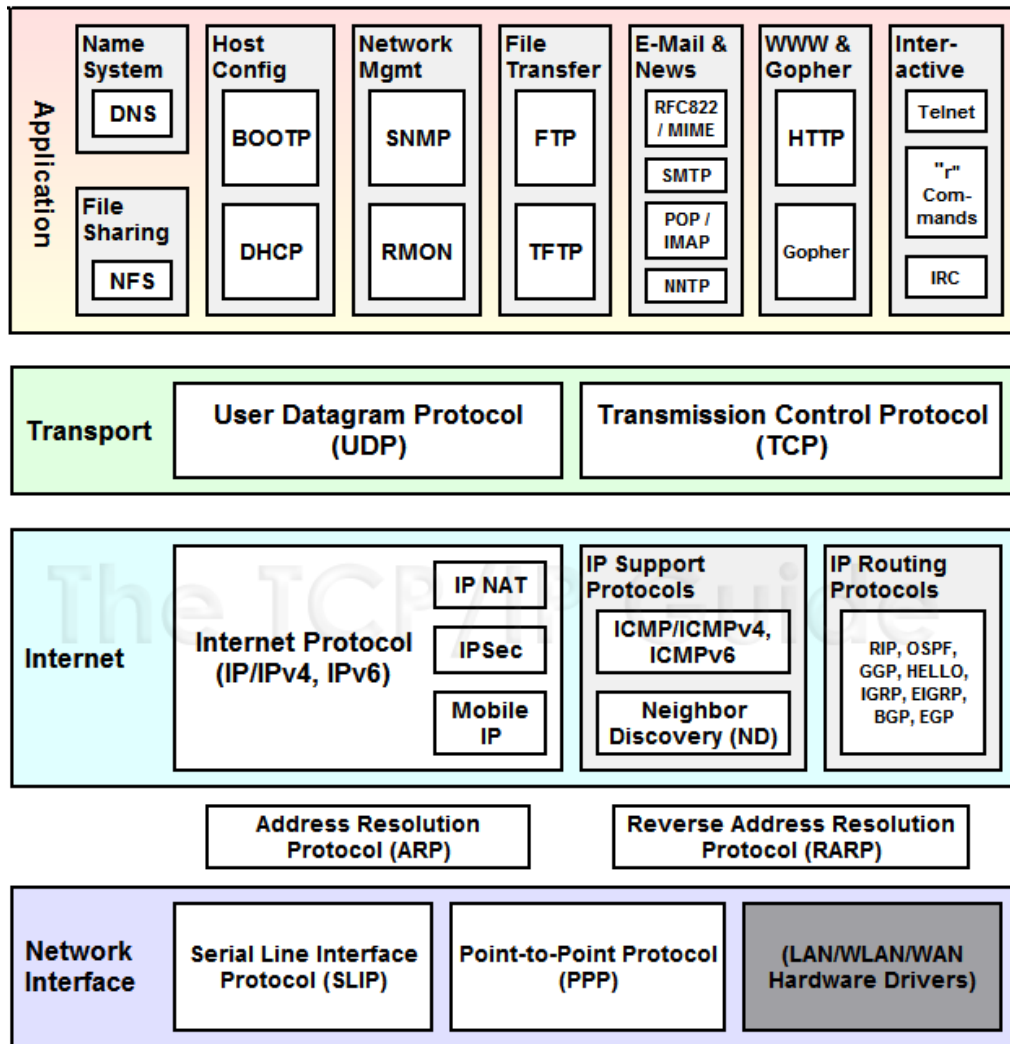 Application
Name
System
DNS
File
Sharing
NFS
Host
Config
BOOTP
DHCP
Network
Mgmt
SNMP
RMON
File
Transfer
FTP
TFTP
E-Mail &
News
RFC822
/ MIME
SMTP
POP /
IMAP
NNTP
WWW &
Gopher
HTTP
Gopher
Inter-
active
Telnet
"r"
Com-
mands
IRC
Transport
User Datagram Protocol
(UDP)
Transmission Control Protocol
(TCP)
The TCP/IP Guide
Internet
Internet Protocol
(IP/IPv4, IPv6)
IP NAT
IPSec
Mobile
IP
IP Support
Protocols
ICMP/ICMPv4,
ICMPv6
Neighbor
Discovery (ND)
IP Routing
Protocols
RIP, OSPF,
GGP, HELLO,
IGRP, EIGRP,
BGP, EGP
Address Resolution
Protocol (ARP)
Reverse Address Resolution
Protocol (RARP)
Network
Interface
Serial Line Interface
Protocol (SLIP)
Point-to-Point Protocol
(PPP)
(LAN/WLAN/WAN
Hardware Drivers)